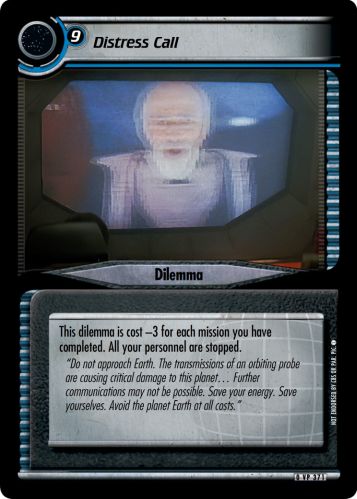 9 Distress Call
Dilemma
This dilemma is cost –3 for each mission you have
completed. All your personnel are stopped.
"Do not approach Earth. The transmissions of an orbiting probe
are causing critical damage to this planet… Further
communications may not be possible. Save your energy. Save
yourselves. Avoid the planet Earth at all costs."
NOT ENDORSED BY CBS OR PAR. PIC.
0 VP 371